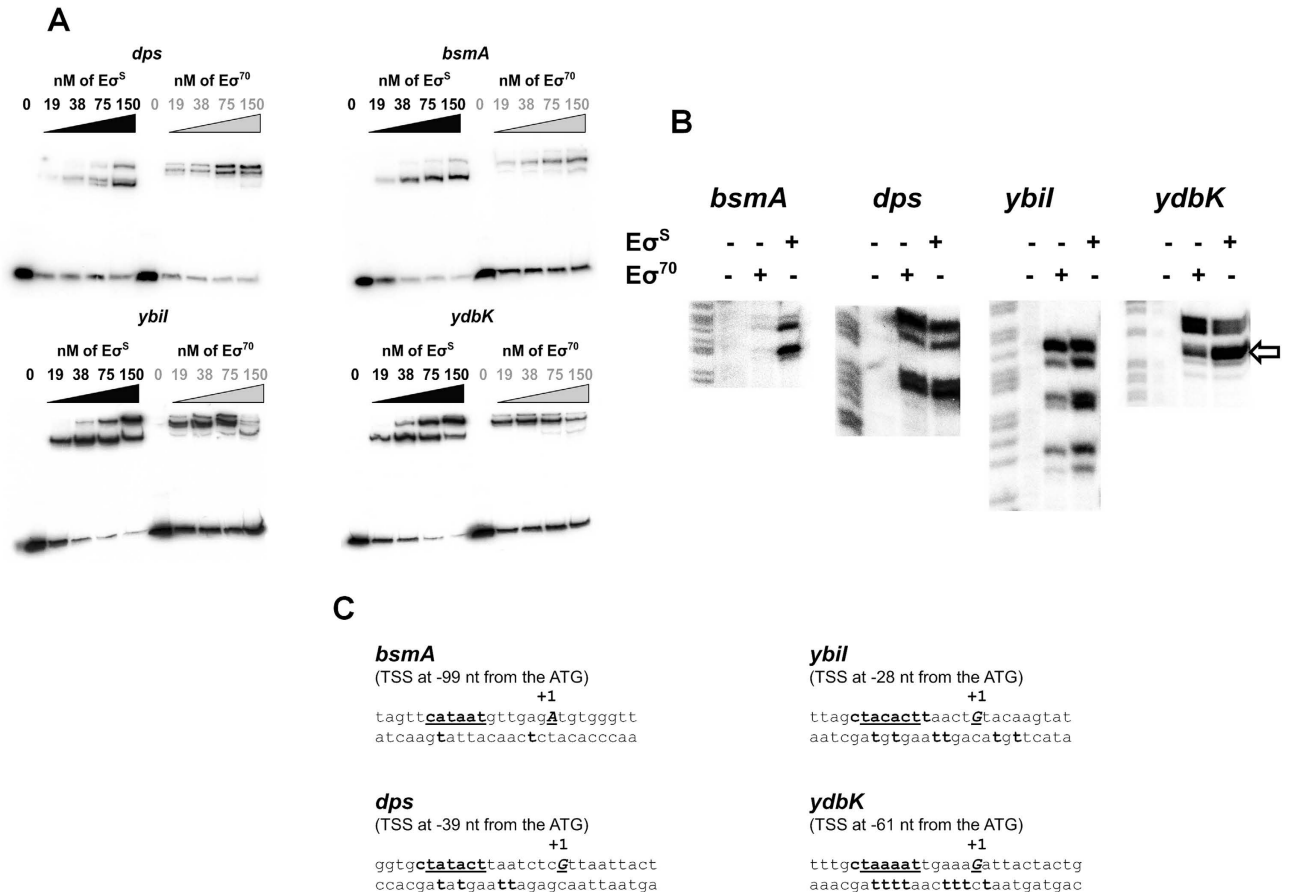 A
dps
nM of EσS nM of Eσ70
0 19 38 75 150 0 19 38 75 150
bsmA
nM of EσS nM of Eσ70
0 19 38 75 150 0 19 38 75 150
ybiI
nM of EσS nM of Eσ70
0 19 38 75 150 0 19 38 75 150
ydbK
nM of EσS nM of Eσ70
0 19 38 75 150 0 19 38 75 150
B
bsmA dps ybiI ydbK
EσS - - + - - + - - + - - +
Eσ70 - + - - + - - + - - + -
C
bsmA
(TSS at -99 nt from the ATG)
+1
tagttcataatgttgagAtgtgggtt
atcaagtattacaactctacacccaa
ybiI
(TSS at -28 nt from the ATG)
+1
ttagctacacttaactGtacaagtat
aatcgatgtgaattgacatgttcata
dps
(TSS at -39 nt from the ATG)
+1
ggtgctatacttaatctcGttaattact
ccacgatatgaattagagcaattaatga
ydbK
(TSS at -61 nt from the ATG)
+1
tttgctaaaattgaaaGattactactg
aaacgattttaactttctaatgatgac